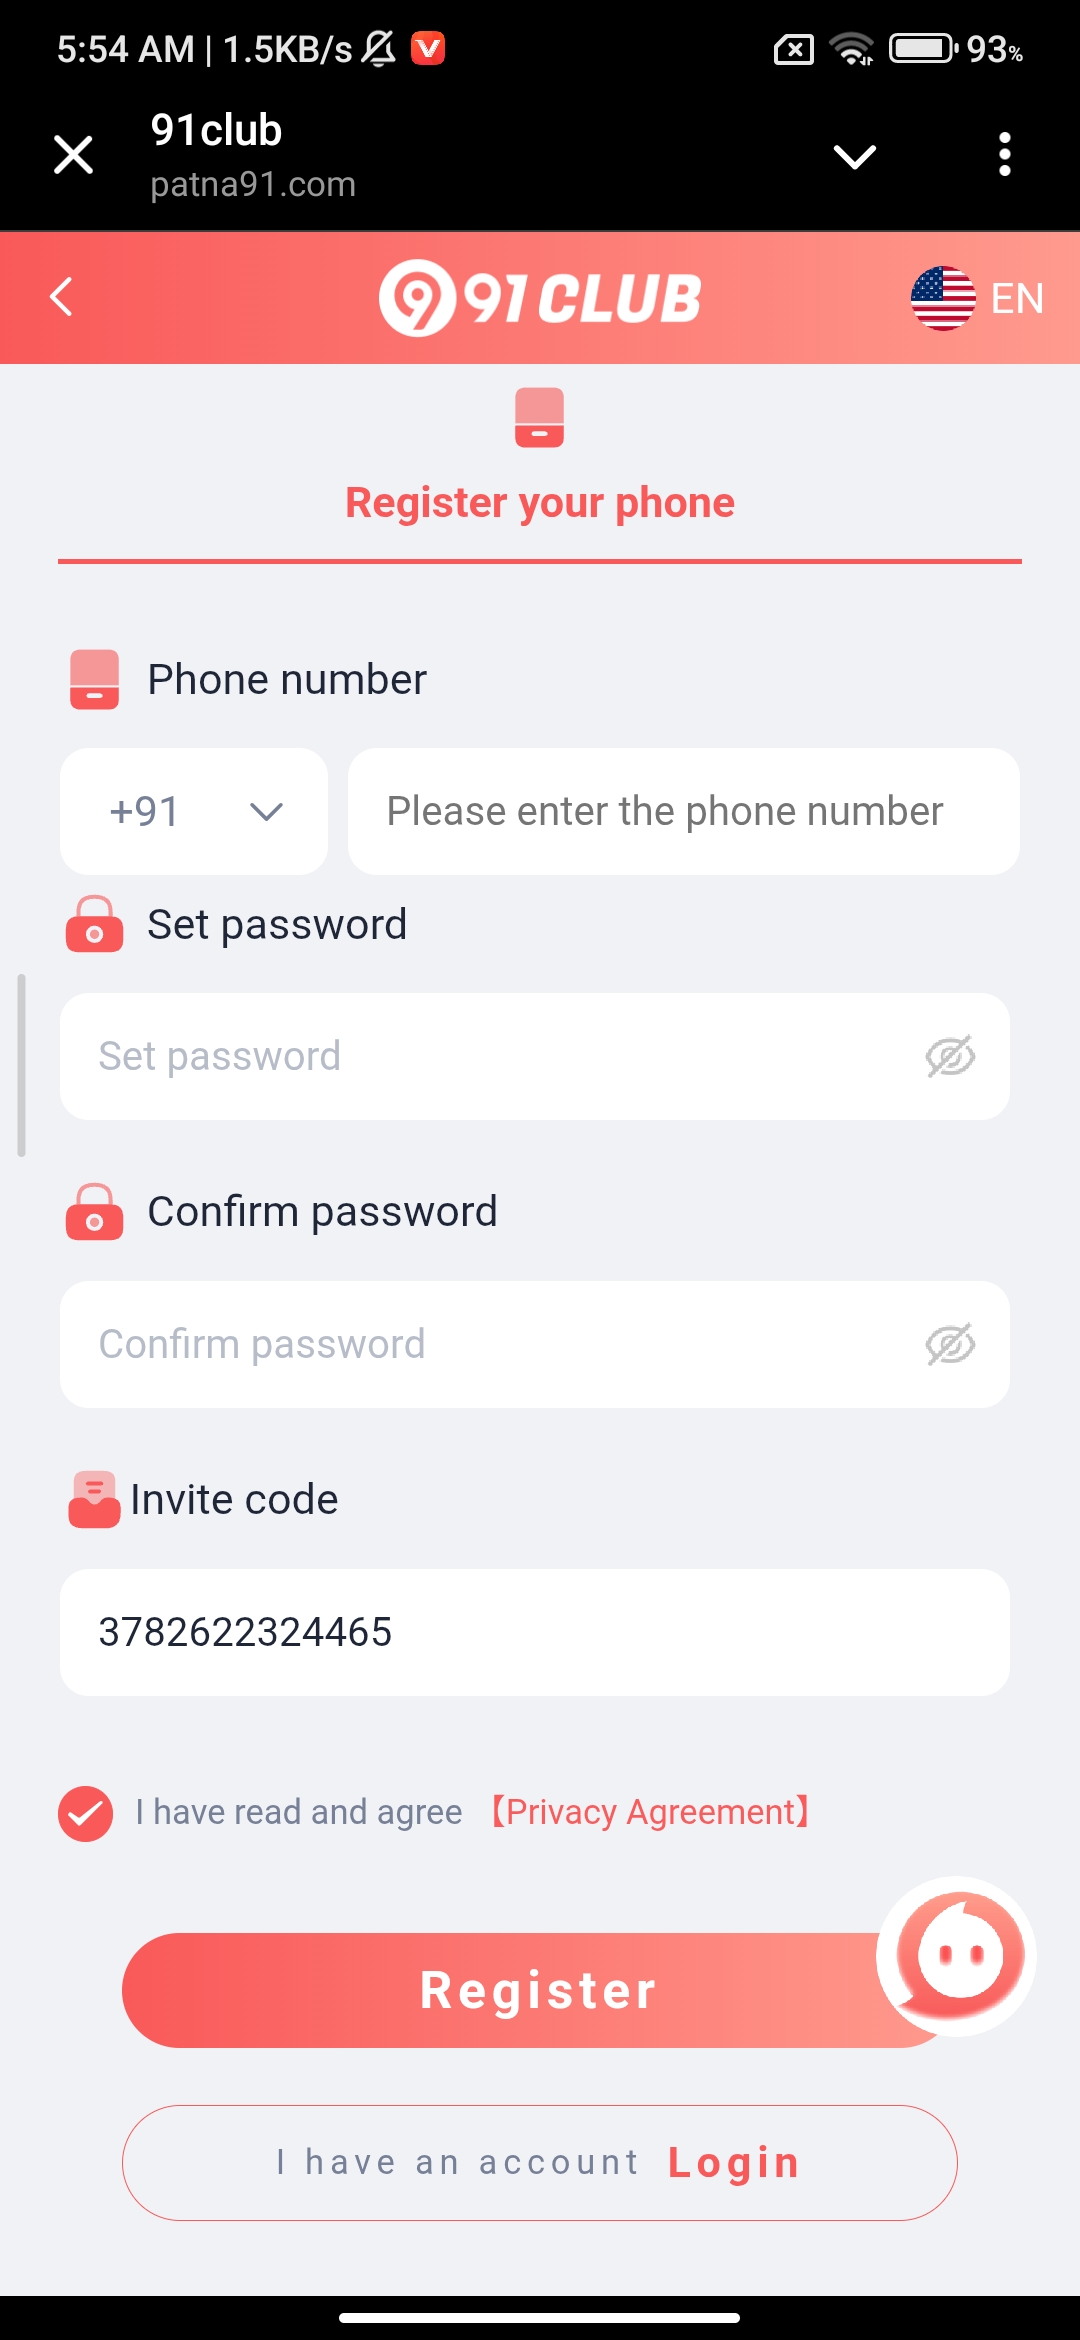 5:54 AM | 1.5KB/s 93%
91club
patna91.com
91 CLUB EN
Register your phone
Phone number
+91 Please enter the phone number
Set password
Set password
Confirm password
Confirm password
Invite code
3782622324465
I have read and agree 【Privacy Agreement】
Register
I have an account Login